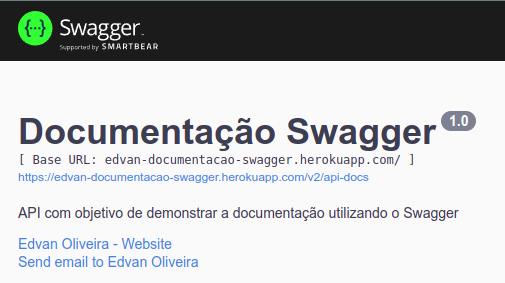 {···} Swagger
Supported by SMARTBEAR
Documentação Swagger 1.0
[ Base URL: edvan-documentacao-swagger.herokuapp.com/ ]
https://edvan-documentacao-swagger.herokuapp.com/v2/api-docs
API com objetivo de demonstrar a documentação utilizando o Swagger
Edvan Oliveira - Website
Send email to Edvan Oliveira